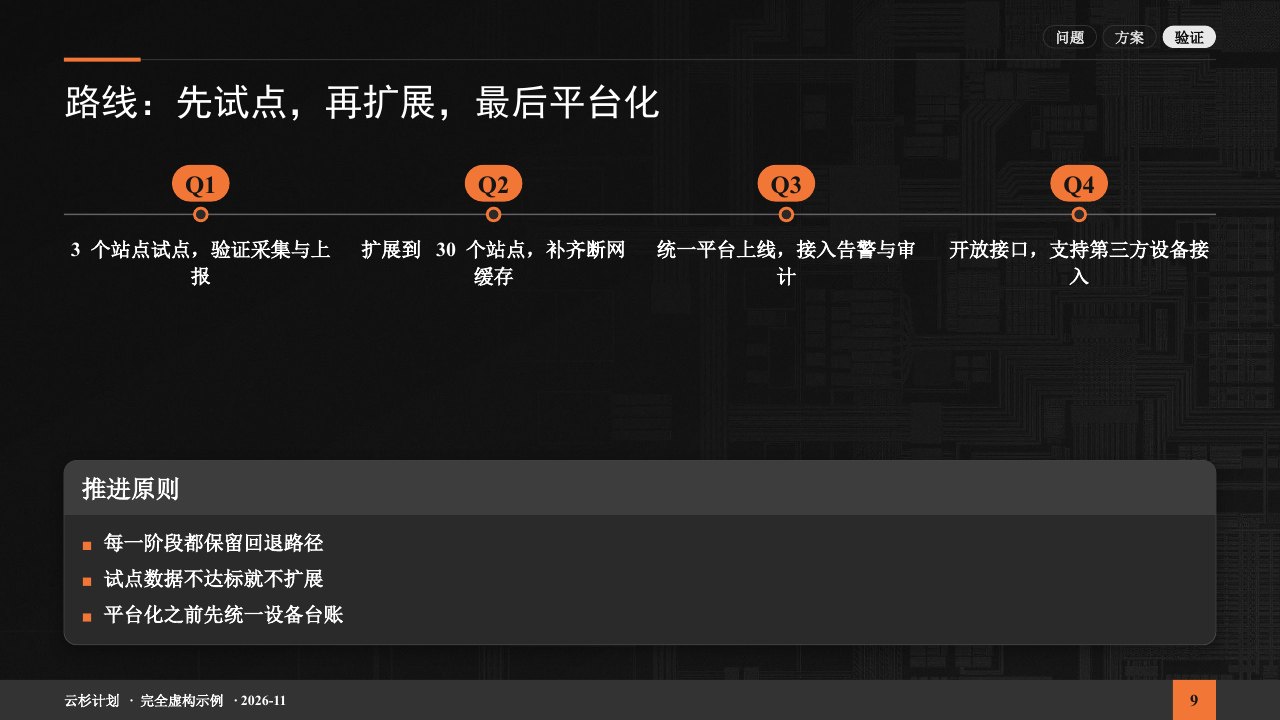 问题 方案 验证
路线：先试点，再扩展，最后平台化
Q1 Q2 Q3 Q4
3 个站点试点，验证采集与上
报
扩展到 30 个站点，补齐断网
缓存
统一平台上线，接入告警与审
计
开放接口，支持第三方设备接
入
推进原则
每一阶段都保留回退路径
试点数据不达标就不扩展
平台化之前先统一设备台账
云杉计划 · 完全虚构示例 · 2026-11
9